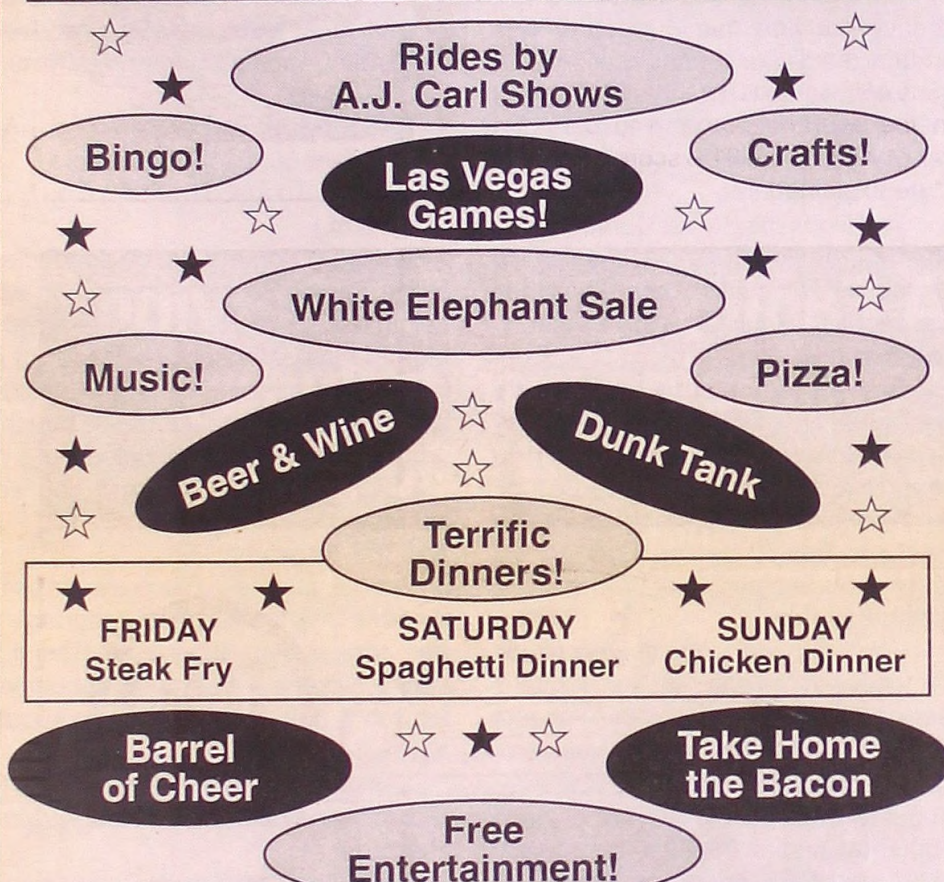 Rides by
A.J. Carl Shows
Bingo!
Crafts!
Las Vegas
Games!
White Elephant Sale
Music!
Pizza!
Beer & Wine
Dunk Tank
Terrific
Dinners!
FRIDAY
Steak Fry
SATURDAY
Spaghetti Dinner
SUNDAY
Chicken Dinner
Barrel
of Cheer
Take Home
the Bacon
Free
Entertainment!